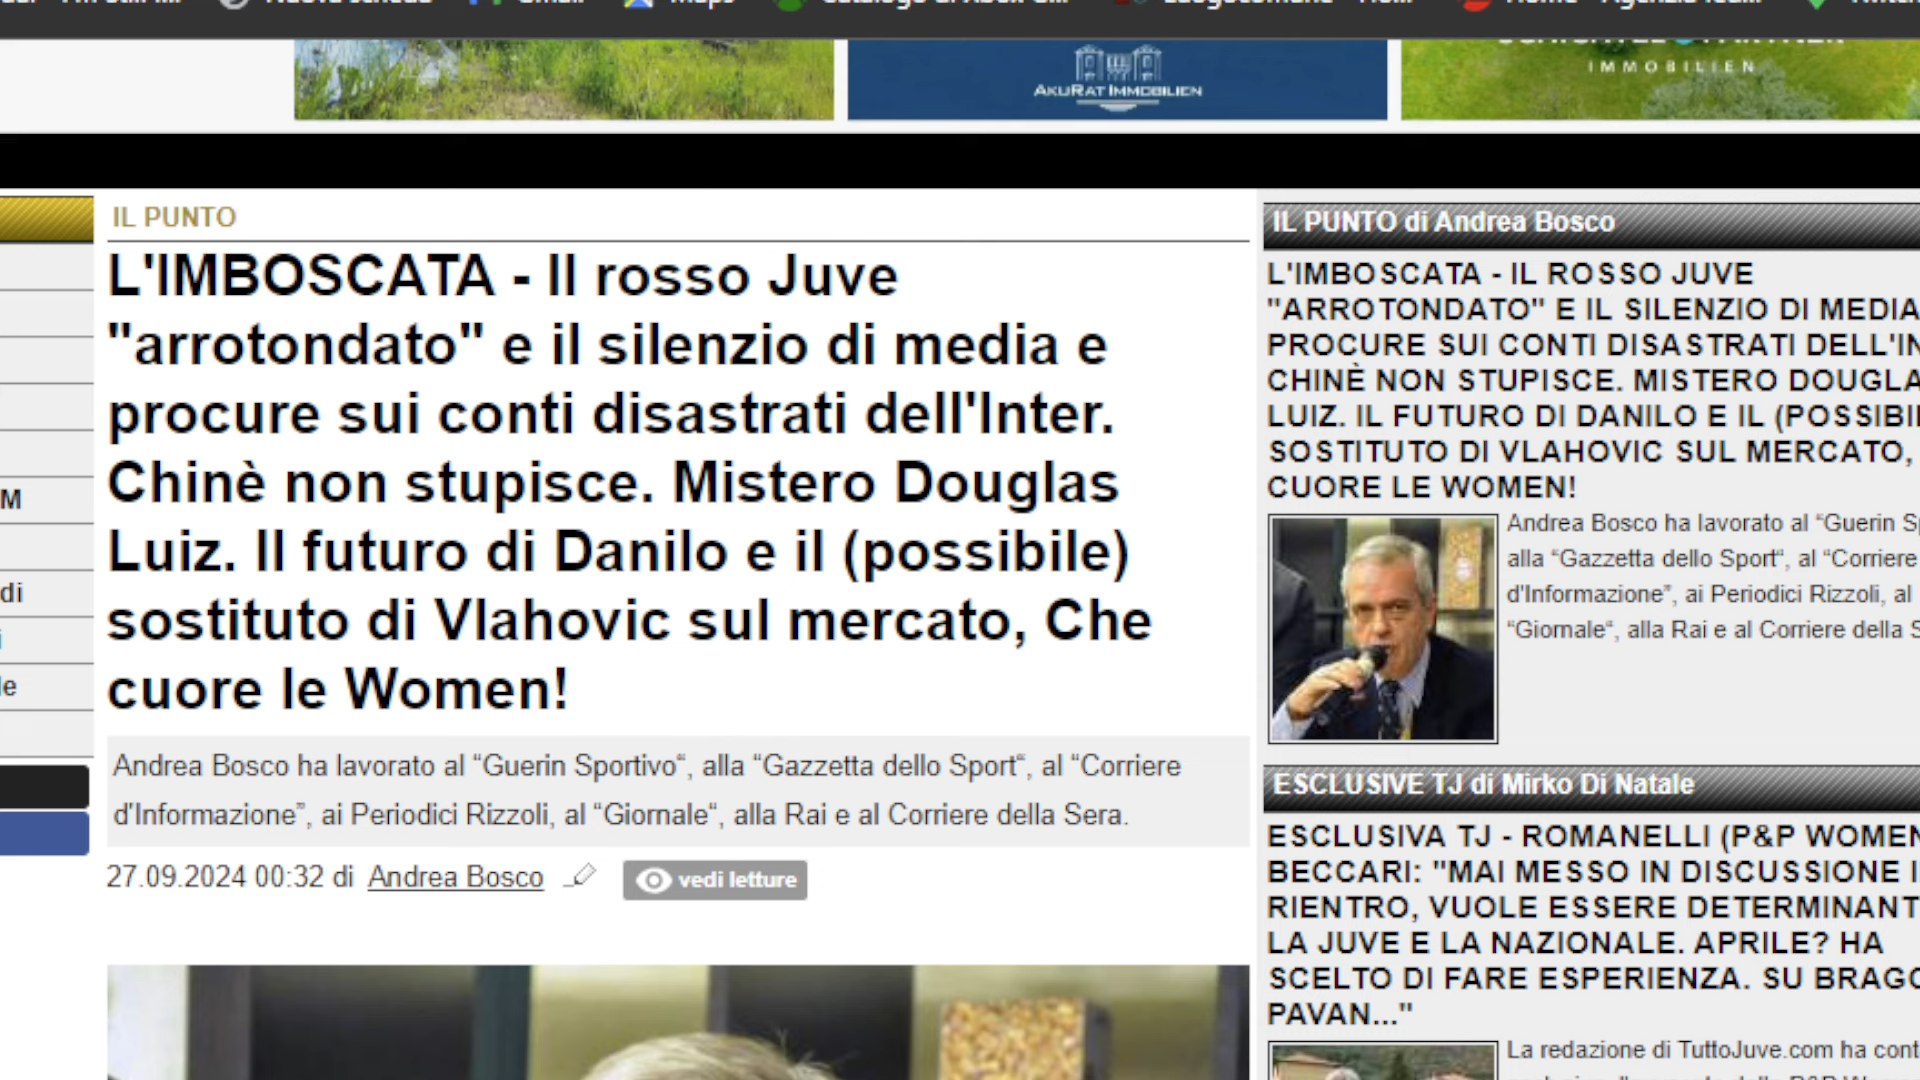 Maps
AKURAT IMMOBILIEN
IMMOBILIEN
IL PUNTO
L'IMBOSCATA - Il rosso Juve
"arrotondato" e il silenzio di media e
procure sui conti disastrati dell'Inter.
Chinè non stupisce. Mistero Douglas
Luiz. Il futuro di Danilo e il (possibile)
sostituto di Vlahovic sul mercato, Che
cuore le Women!
Andrea Bosco ha lavorato al “Guerin Sportivo“, alla “Gazzetta dello Sport“, al “Corriere
d'Informazione”, ai Periodici Rizzoli, al “Giornale“, alla Rai e al Corriere della Sera.
27.09.2024 00:32 di Andrea Bosco
vedi letture
M
di
le
IL PUNTO di Andrea Bosco
L'IMBOSCATA - IL ROSSO JUVE
"ARROTONDATO" E IL SILENZIO DI MEDIA
PROCURE SUI CONTI DISASTRATI DELL'IN
CHINÈ NON STUPISCE. MISTERO DOUGLA
LUIZ. IL FUTURO DI DANILO E IL (POSSIBI
SOSTITUTO DI VLAHOVIC SUL MERCATO,
CUORE LE WOMEN!
Andrea Bosco ha lavorato al “Guerin Sp
alla “Gazzetta dello Sport“, al “Corriere
d'Informazione”, ai Periodici Rizzoli, al
“Giornale“, alla Rai e al Corriere della S
ESCLUSIVE TJ di Mirko Di Natale
ESCLUSIVA TJ - ROMANELLI (P&P WOMEN
BECCARI: "MAI MESSO IN DISCUSSIONE I
RIENTRO, VUOLE ESSERE DETERMINANT
LA JUVE E LA NAZIONALE. APRILE? HA
SCELTO DI FARE ESPERIENZA. SU BRAGO
PAVAN..."
La redazione di TuttoJuve.com ha cont